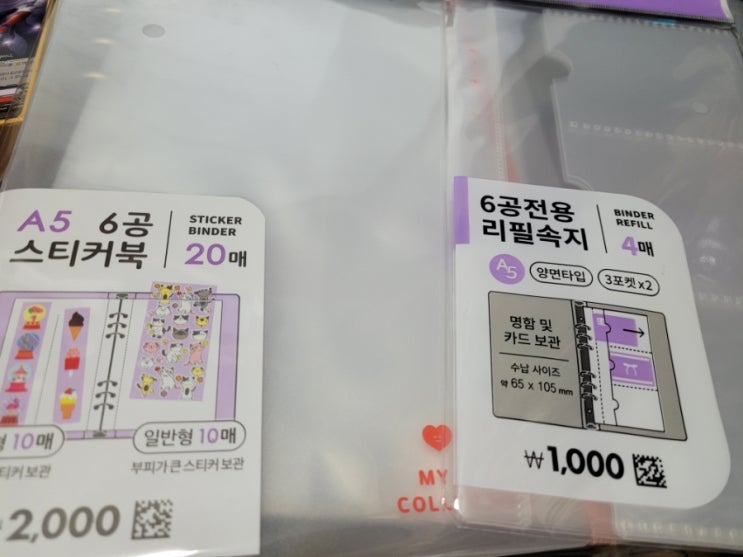 A5 6공
스티커북
STICKER
BINDER
20매
형 10매
일반형 10매
티커 보관
부피가 큰 스티커 보관
2,000
MY
6공전용
리필속지
BINDER
REFILL
4매
A5
양면타입
3포켓x2
명함 및
카드 보관
수납 사이즈
약 65 x 105 mm
₩1,000